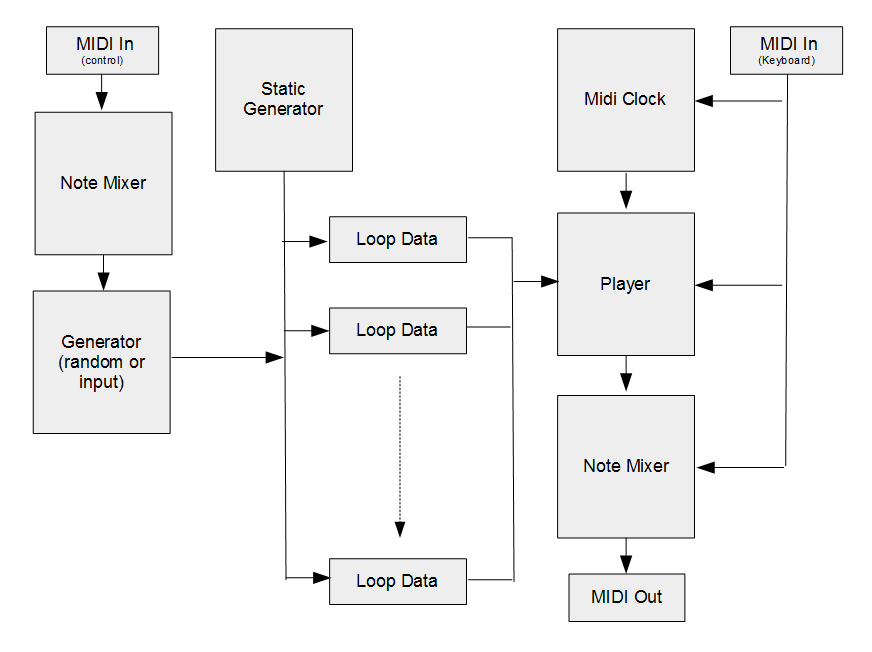 MIDI In
(control)
Note Mixer
Generator
(random or
input)
Static
Generator
Loop Data
Loop Data
Loop Data
Midi Clock
Player
Note Mixer
MIDI Out
MIDI In
(Keyboard)